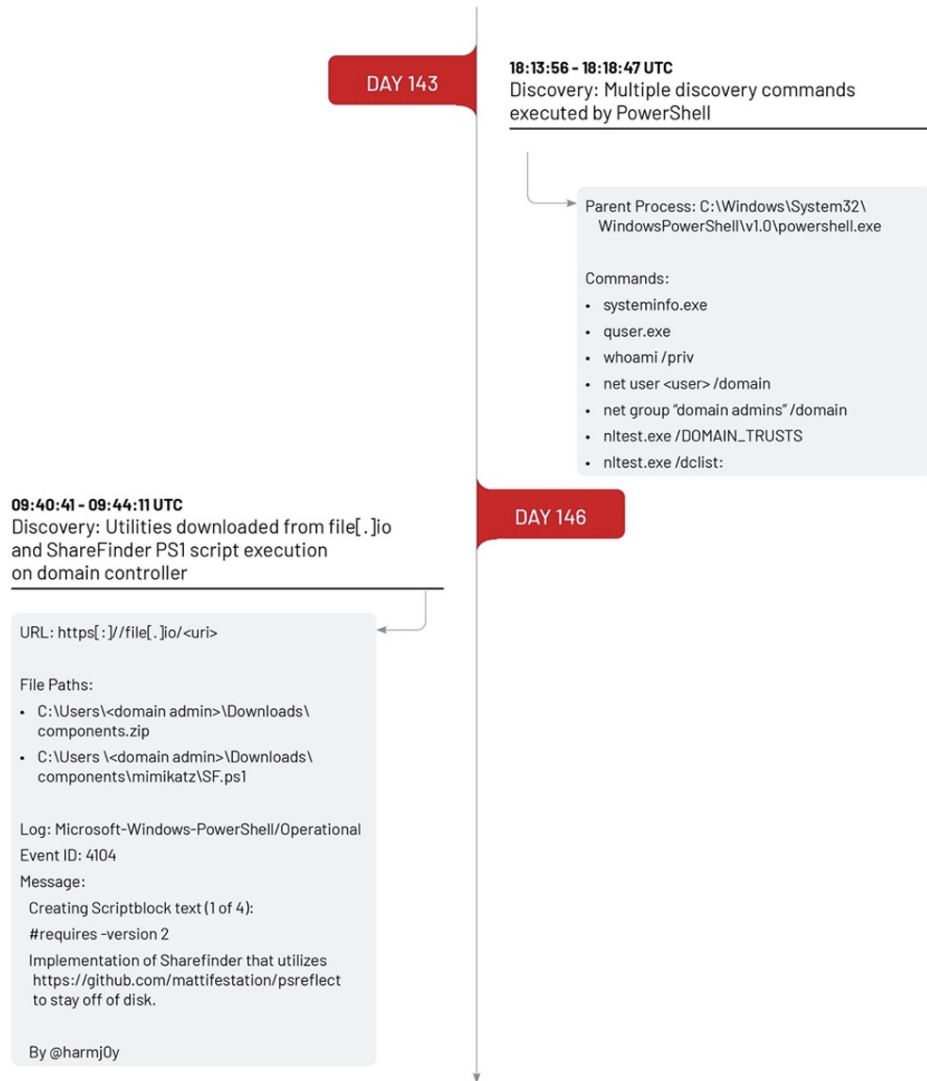 DAY 143
18:13:56 - 18:18:47 UTC
Discovery: Multiple discovery commands
executed by PowerShell
Parent Process: C:\Windows\System32\
WindowsPowerShell\v1.0\powershell.exe
Commands:
• systeminfo.exe
• quser.exe
• whoami /priv
• net user <user> /domain
• net group “domain admins” /domain
• nltest.exe /DOMAIN_TRUSTS
• nltest.exe /dclist:
DAY 146
09:40:41 - 09:44:11 UTC
Discovery: Utilities downloaded from file[.]io
and ShareFinder PS1 script execution
on domain controller
URL: https[:]//file[.]io/<uri>
File Paths:
• C:\Users\<domain admin>\Downloads\
components.zip
• C:\Users \<domain admin>\Downloads\
components\mimikatz\SF.ps1
Log: Microsoft-Windows-PowerShell/Operational
Event ID: 4104
Message:
Creating Scriptblock text (1 of 4):
#requires -version 2
Implementation of Sharefinder that utilizes
https://github.com/mattifestation/psreflect
to stay off of disk.
By @harmj0y